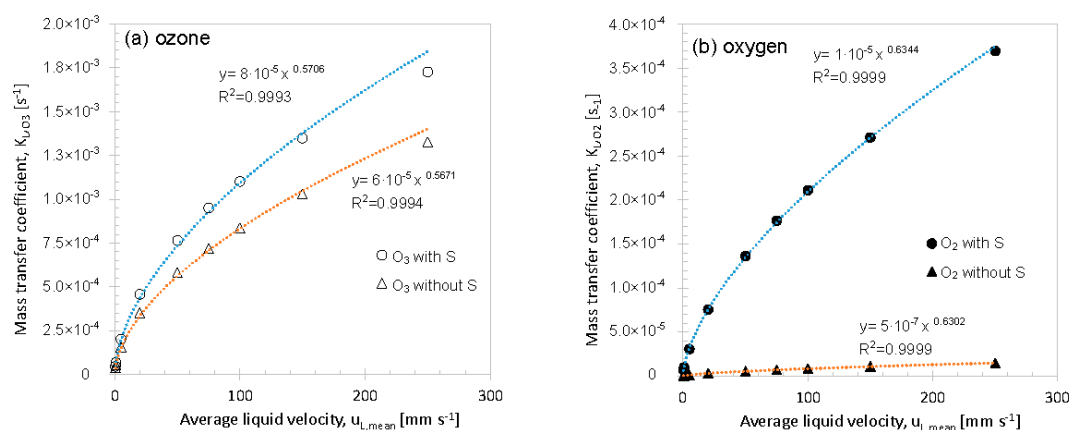 (a) ozone
Mass transfer coefficient, K_L,O3 [s⁻¹]
2.0×10⁻³
1.8×10⁻³
1.5×10⁻³
1.3×10⁻³
1.0×10⁻³
7.5×10⁻⁴
5.0×10⁻⁴
2.5×10⁻⁴
0
y= 8·10⁻⁵ x^0.5706
R²=0.9993
y= 6·10⁻⁵ x^0.5671
R²=0.9994
O₃ with S
O₃ without S
0 100 200 300
Average liquid velocity, u_L,mean [mm s⁻¹]
(b) oxygen
Mass transfer coefficient, K_L,O2 [s₋₁]
4.0×10⁻⁴
3.5×10⁻⁴
3.0×10⁻⁴
2.5×10⁻⁴
2.0×10⁻⁴
1.5×10⁻⁴
1.0×10⁻⁴
5.0×10⁻⁵
0
y= 1·10⁻⁵ x^0.6344
R²=0.9999
O₂ with S
O₂ without S
y= 5·10⁻⁷ x^0.6302
R²=0.9999
0 100 200 300
Average liquid velocity, u_L,mean [mm s⁻¹]